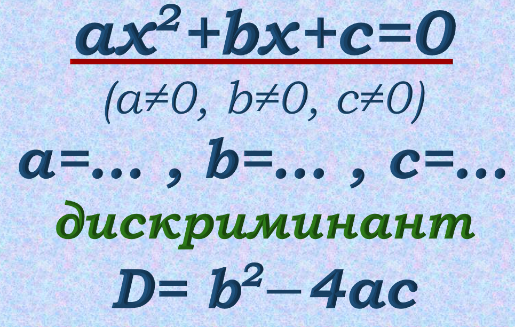 ax²+bx+c=0
(a≠0, b≠0, c≠0)
a=... , b=... , c=...
дискриминант
D= b²−4ac